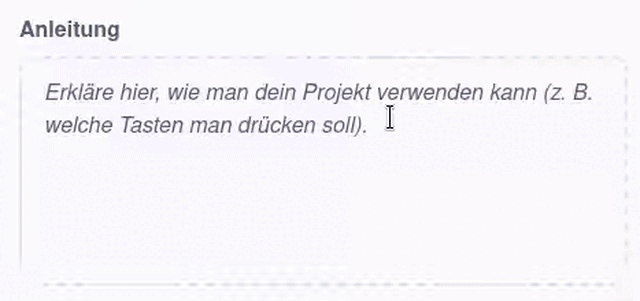 Anleitung
Erkläre hier, wie man dein Projekt verwenden kann (z. B.
welche Tasten man drücken soll).